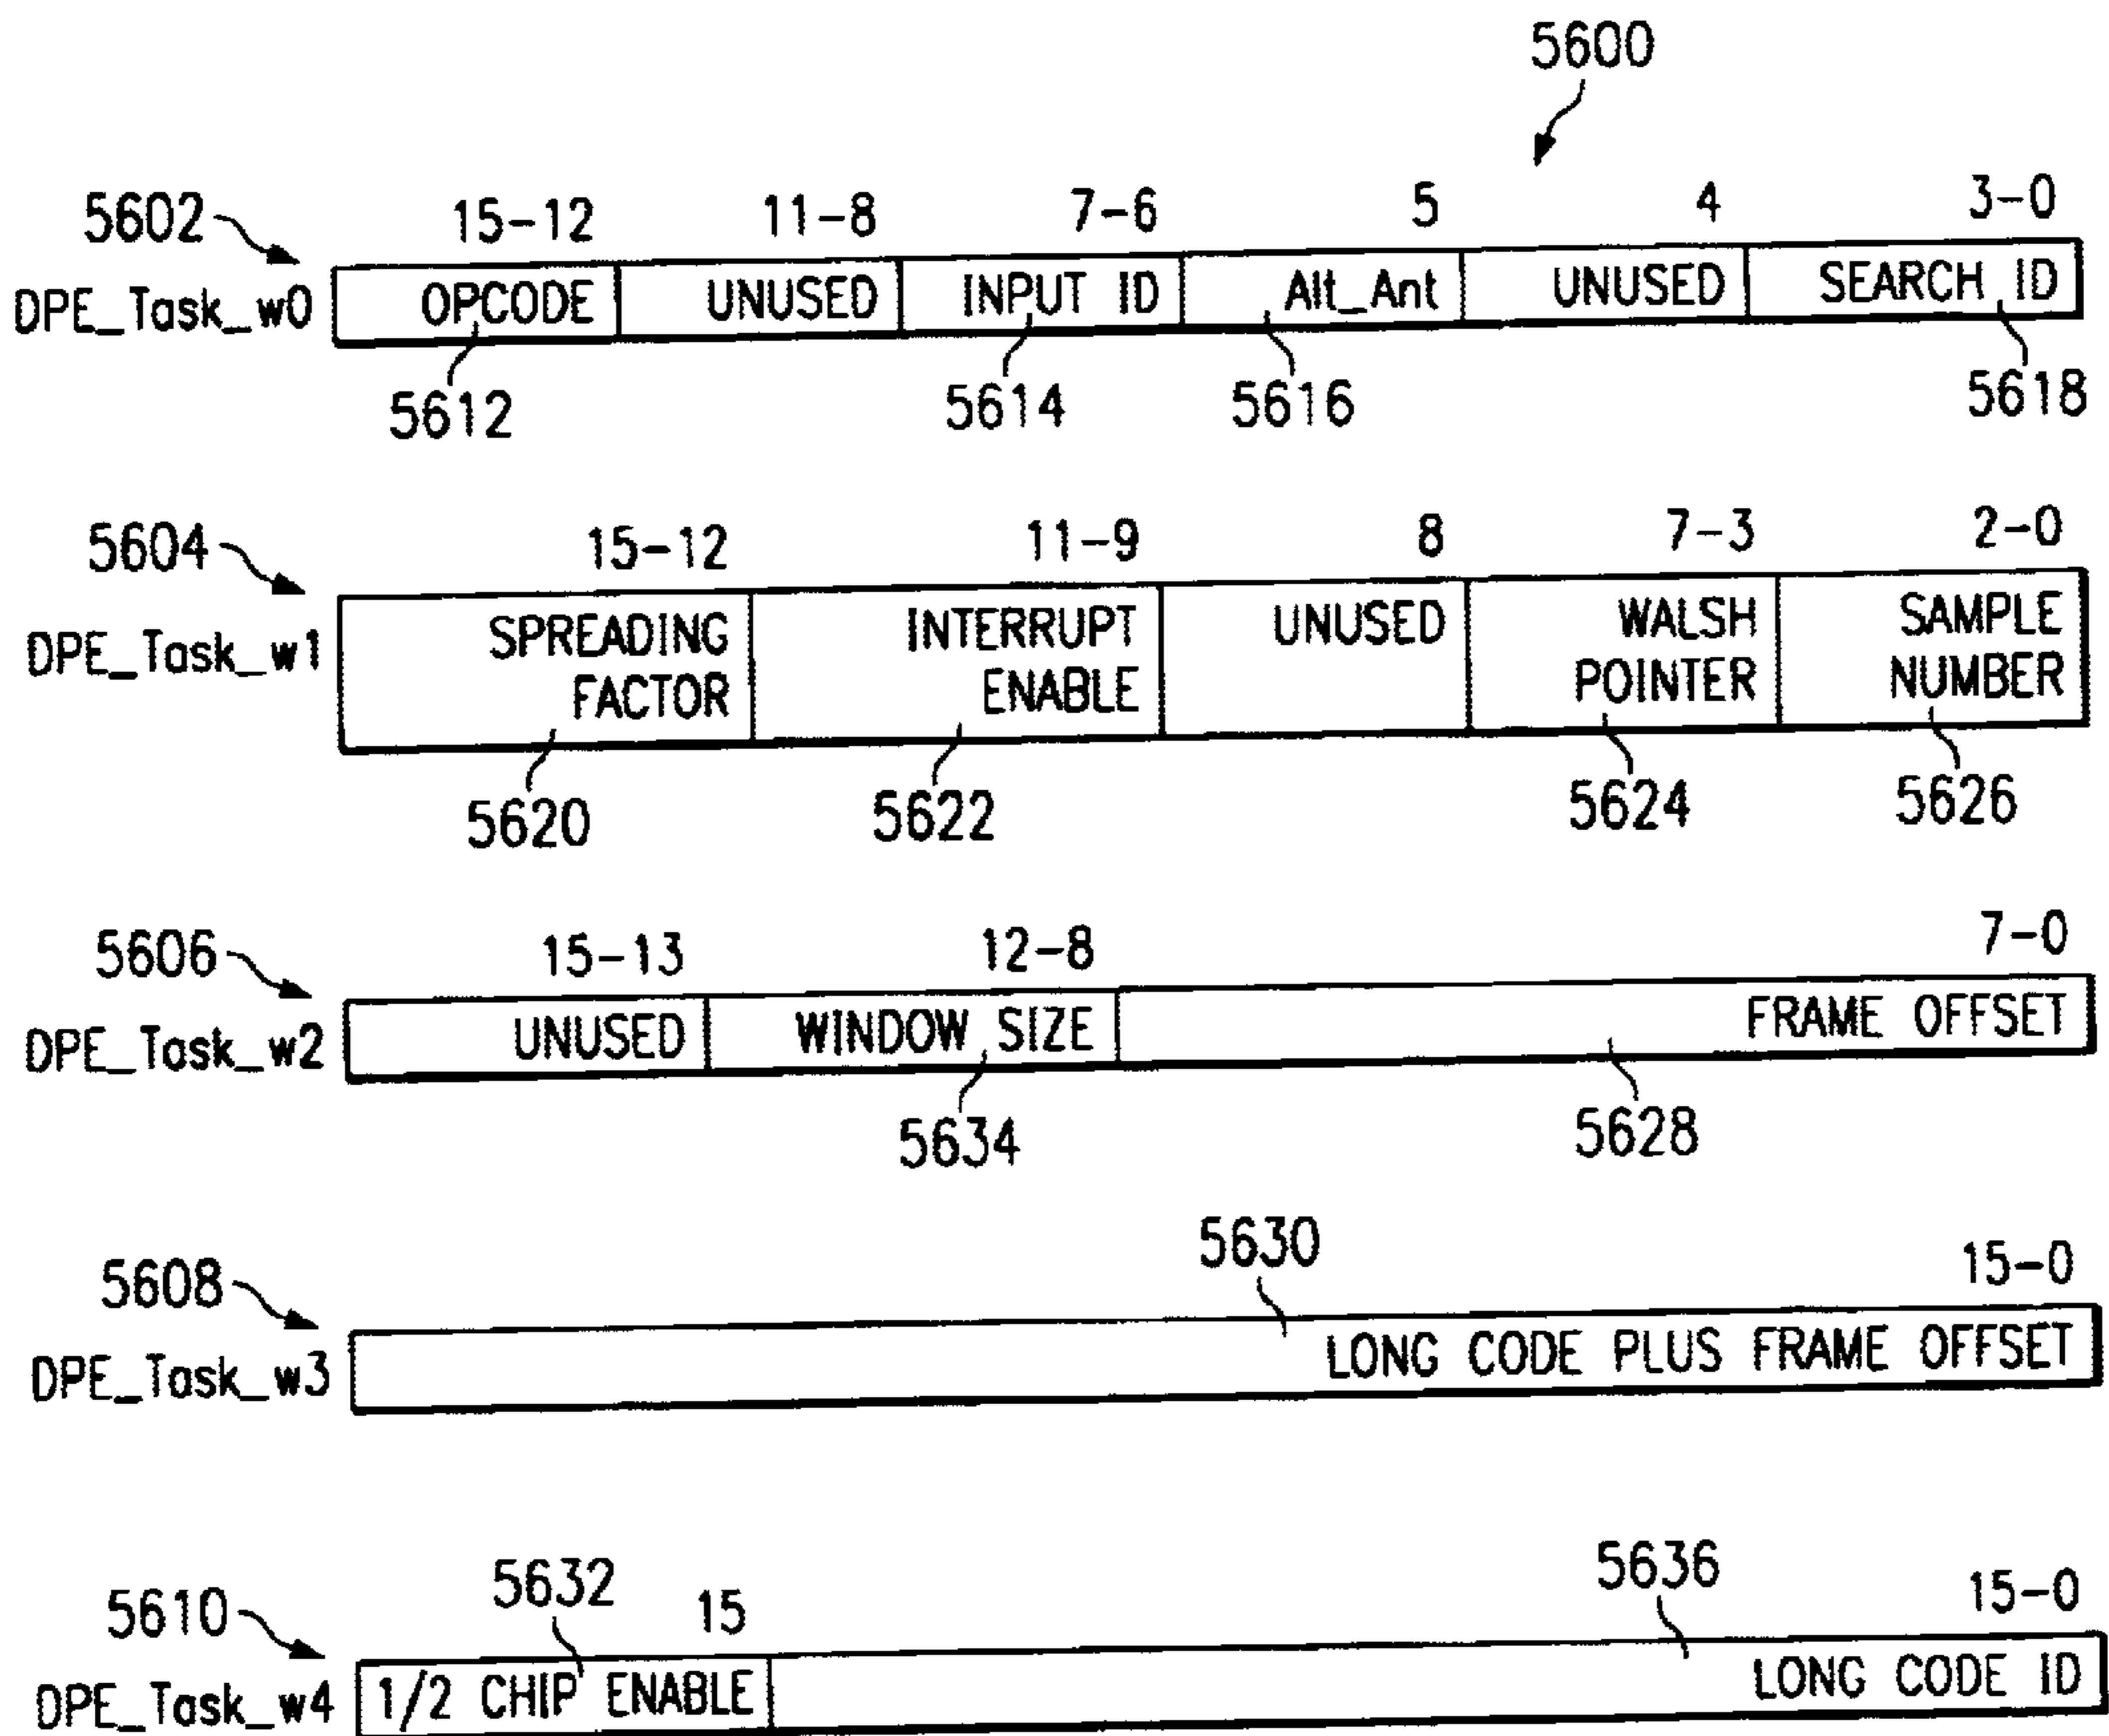 5600
5602 15-12 11-8 7-6 5 4 3-0
DPE_Task_w0 OPCODE UNUSED INPUT ID Alt_Ant UNUSED SEARCH ID
5612 5614 5616 5618
5604 15-12 11-9 8 7-3 2-0
DPE_Task_w1 SPREADING FACTOR INTERRUPT ENABLE UNUSED WALSH POINTER SAMPLE NUMBER
5620 5622 5624 5626
5606 15-13 12-8 7-0
DPE_Task_w2 UNUSED WINDOW SIZE FRAME OFFSET
5634 5628
5608 5630 15-0
DPE_Task_w3 LONG CODE PLUS FRAME OFFSET
5610 5632 15 5636 15-0
DPE_Task_w4 1/2 CHIP ENABLE LONG CODE ID